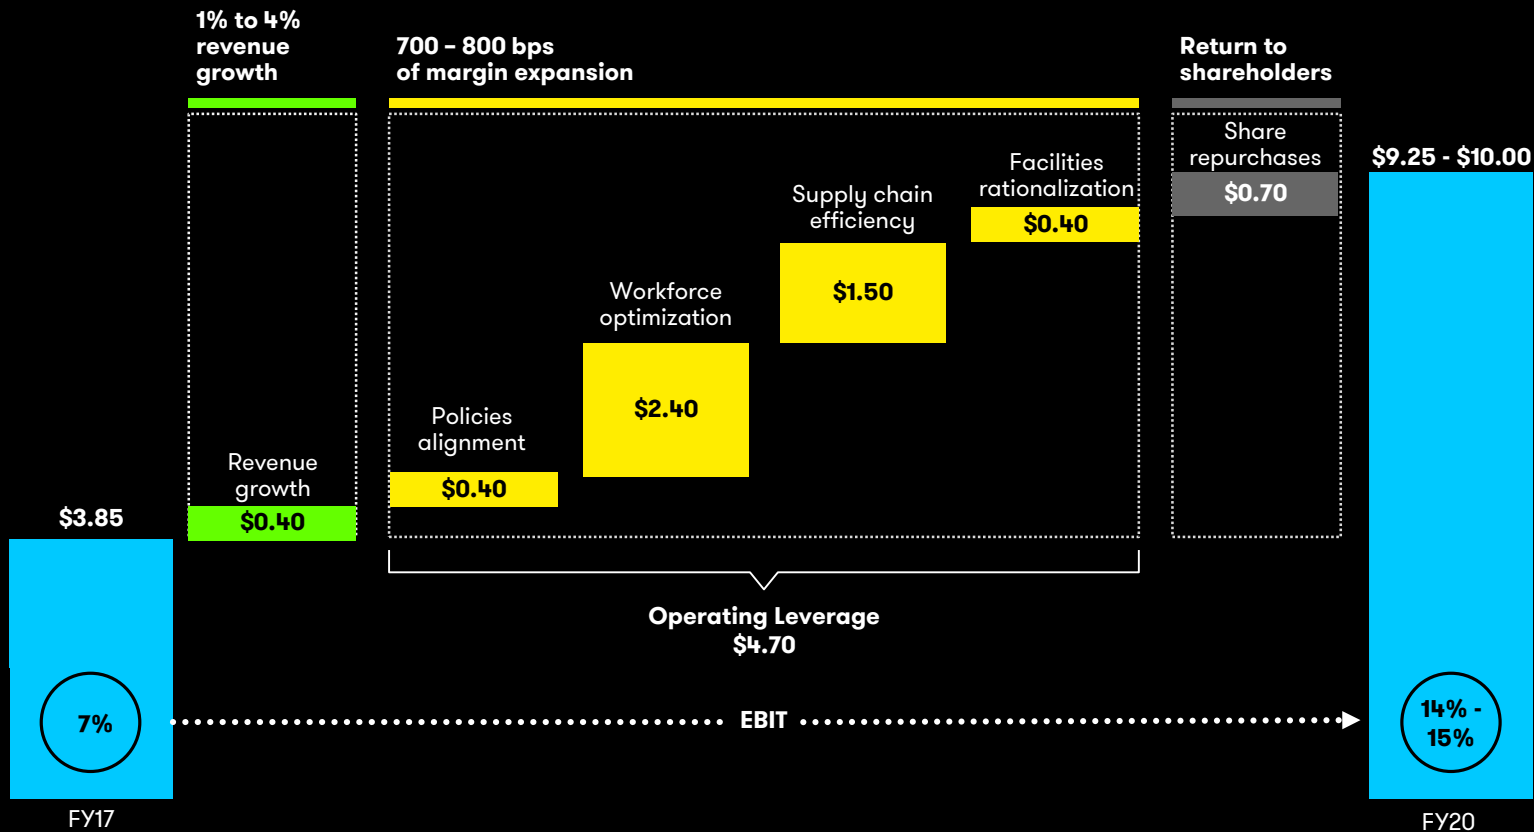 1% to 4%
revenue
growth
700 – 800 bps
of margin expansion
Return to
shareholders
Share
repurchases
$0.70
$9.25 - $10.00
Facilities
rationalization
$0.40
Supply chain
efficiency
$1.50
Workforce
optimization
$2.40
Policies
alignment
$0.40
Revenue
growth
$0.40
$3.85
Operating Leverage
$4.70
7%
EBIT
14% -
15%
FY17
FY20